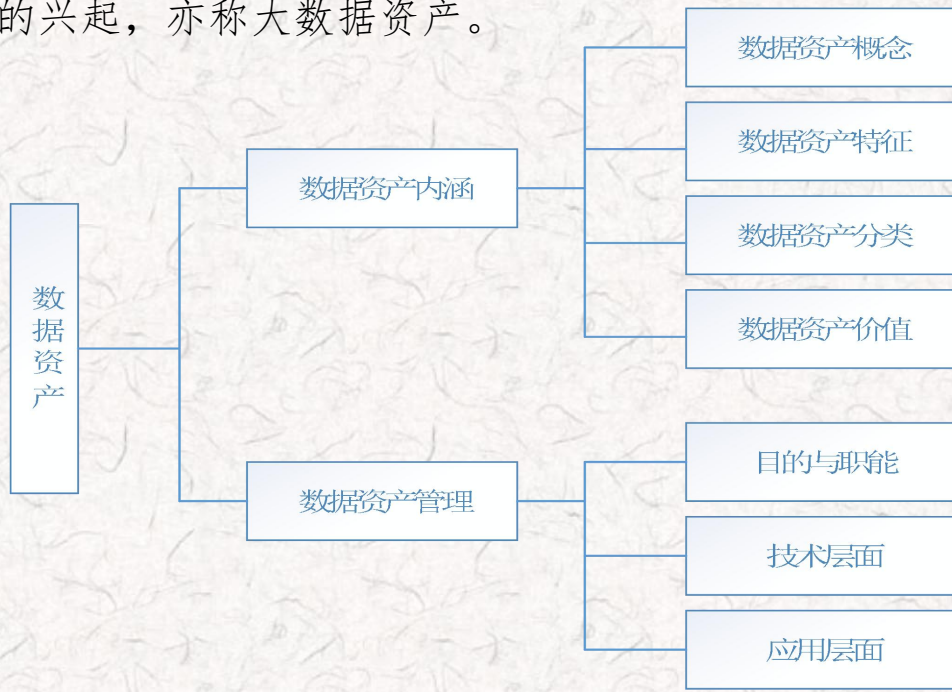 的兴起，亦称大数据资产。
数据资产
数据资产内涵
数据资产概念
数据资产特征
数据资产分类
数据资产价值
数据资产管理
目的与职能
技术层面
应用层面